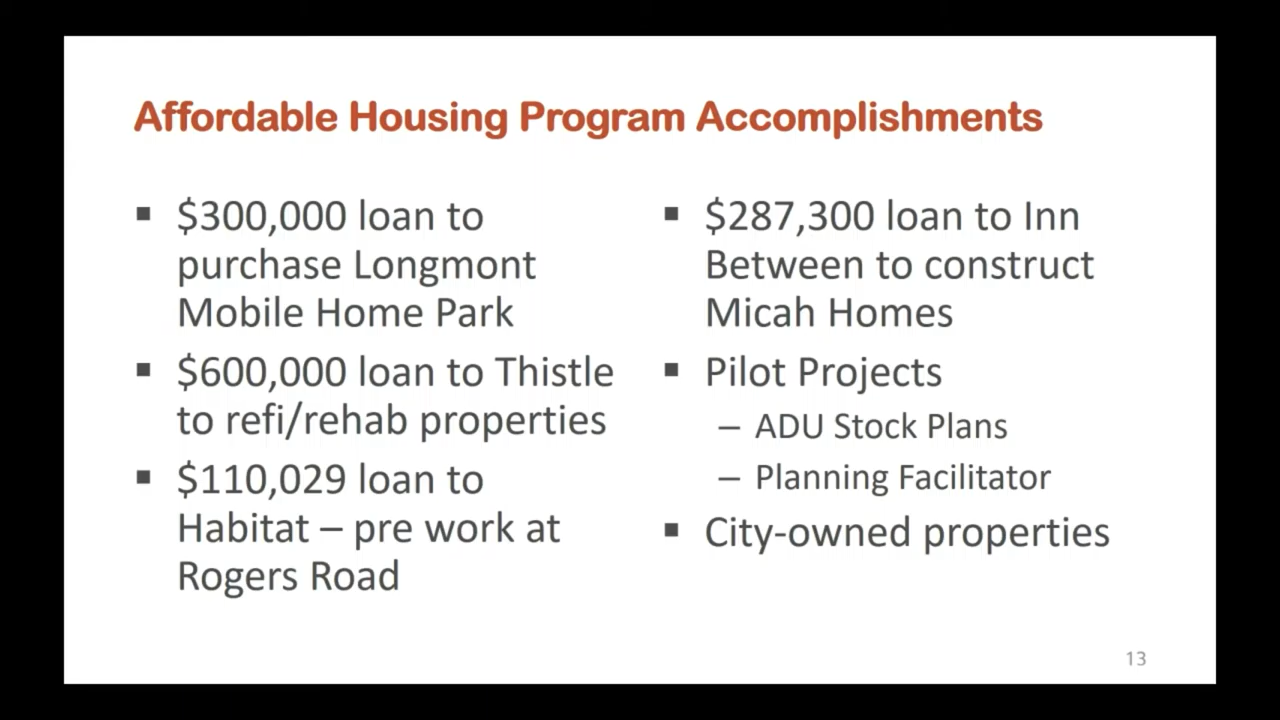 Affordable Housing Program Accomplishments
▪ $300,000 loan to
purchase Longmont
Mobile Home Park
▪ $600,000 loan to Thistle
to refi/rehab properties
▪ $110,029 loan to
Habitat – pre work at
Rogers Road
▪ $287,300 loan to Inn
Between to construct
Micah Homes
▪ Pilot Projects
– ADU Stock Plans
– Planning Facilitator
▪ City-owned properties
13